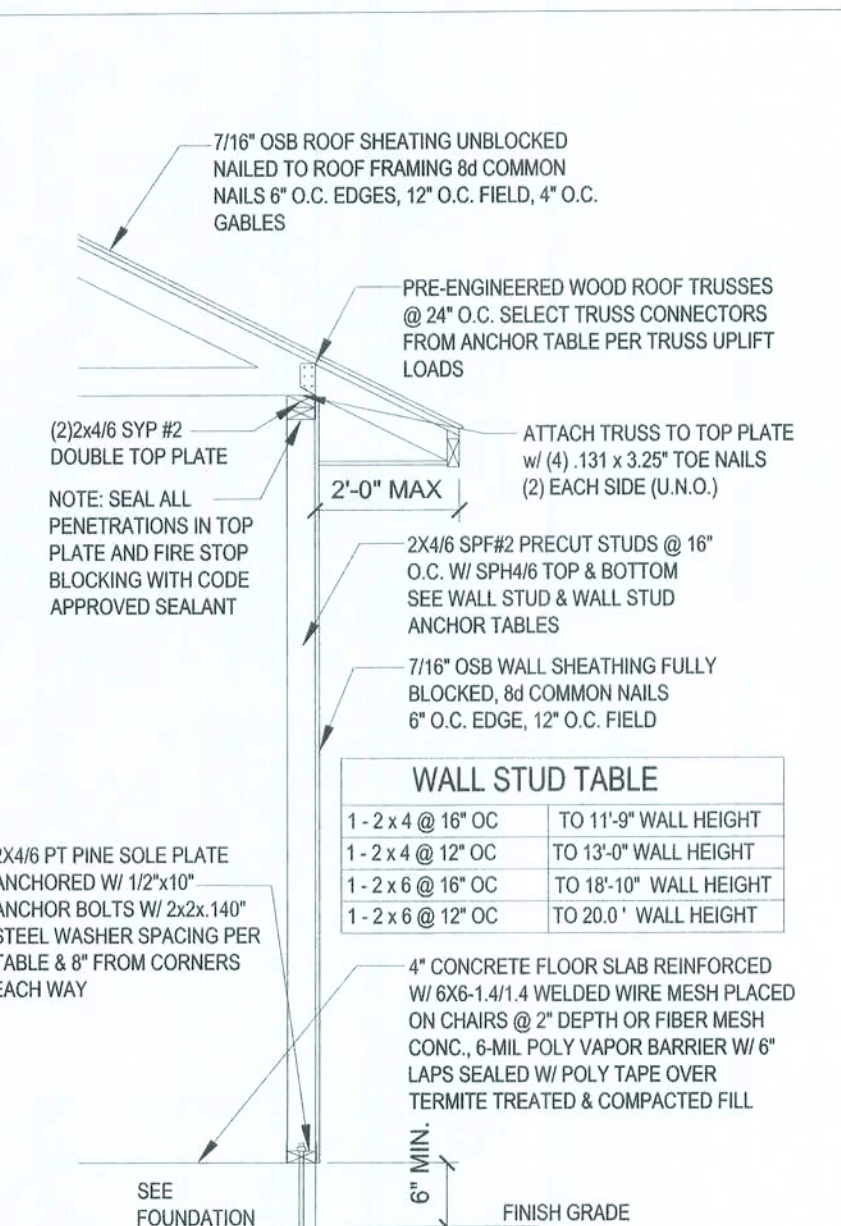 7/16" OSB ROOF SHEATING UNBLOCKED
NAILED TO ROOF FRAMING 8d COMMON
NAILS 6" O.C. EDGES, 12" O.C. FIELD, 4" O.C.
GABLES
PRE-ENGINEERED WOOD ROOF TRUSSES
@ 24" O.C. SELECT TRUSS CONNECTORS
FROM ANCHOR TABLE PER TRUSS UPLIFT
LOADS
(2)2x4/6 SYP #2
DOUBLE TOP PLATE
ATTACH TRUSS TO TOP PLATE
w/ (4) .131 x 3.25" TOE NAILS
(2) EACH SIDE (U.N.O.)
2'-0" MAX
NOTE: SEAL ALL
PENETRATIONS IN TOP
PLATE AND FIRE STOP
BLOCKING WITH CODE
APPROVED SEALANT
2X4/6 SPF#2 PRECUT STUDS @ 16"
O.C. W/ SPH4/6 TOP & BOTTOM
SEE WALL STUD & WALL STUD
ANCHOR TABLES
7/16" OSB WALL SHEATHING FULLY
BLOCKED, 8d COMMON NAILS
6" O.C. EDGE, 12" O.C. FIELD
WALL STUD TABLE
1 - 2 x 4 @ 16" OC TO 11'-9" WALL HEIGHT
1 - 2 x 4 @ 12" OC TO 13'-0" WALL HEIGHT
1 - 2 x 6 @ 16" OC TO 18'-10" WALL HEIGHT
1 - 2 x 6 @ 12" OC TO 20.0 ' WALL HEIGHT
2X4/6 PT PINE SOLE PLATE
ANCHORED W/ 1/2"x10"
ANCHOR BOLTS W/ 2x2x.140"
STEEL WASHER SPACING PER
TABLE & 8" FROM CORNERS
EACH WAY
4" CONCRETE FLOOR SLAB REINFORCED
W/ 6X6-1.4/1.4 WELDED WIRE MESH PLACED
ON CHAIRS @ 2" DEPTH OR FIBER MESH
CONC., 6-MIL POLY VAPOR BARRIER W/ 6"
LAPS SEALED W/ POLY TAPE OVER
TERMITE TREATED & COMPACTED FILL
6" MIN.
SEE
FOUNDATION
FINISH GRADE